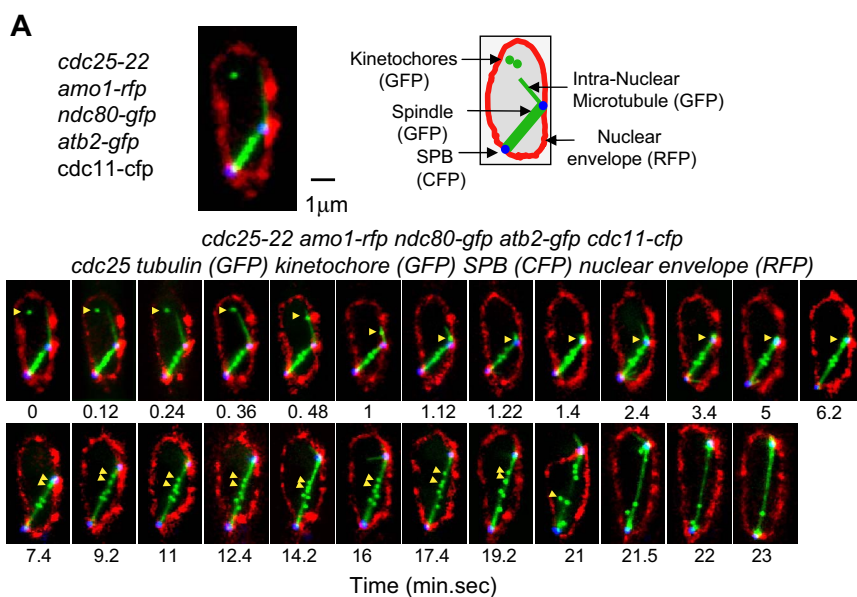 A
cdc25-22
amo1-rfp
ndc80-gfp
atb2-gfp
cdc11-cfp
1μm
Kinetochores
(GFP)
Spindle
(GFP)
SPB
(CFP)
Intra-Nuclear
Microtubule (GFP)
Nuclear
envelope (RFP)
cdc25-22 amo1-rfp ndc80-gfp atb2-gfp cdc11-cfp
cdc25 tubulin (GFP) kinetochore (GFP) SPB (CFP) nuclear envelope (RFP)
0 0.12 0.24 0. 36 0. 48 1 1.12 1.22 1.4 2.4 3.4 5 6.2
7.4 9.2 11 12.4 14.2 16 17.4 19.2 21 21.5 22 23
Time (min.sec)